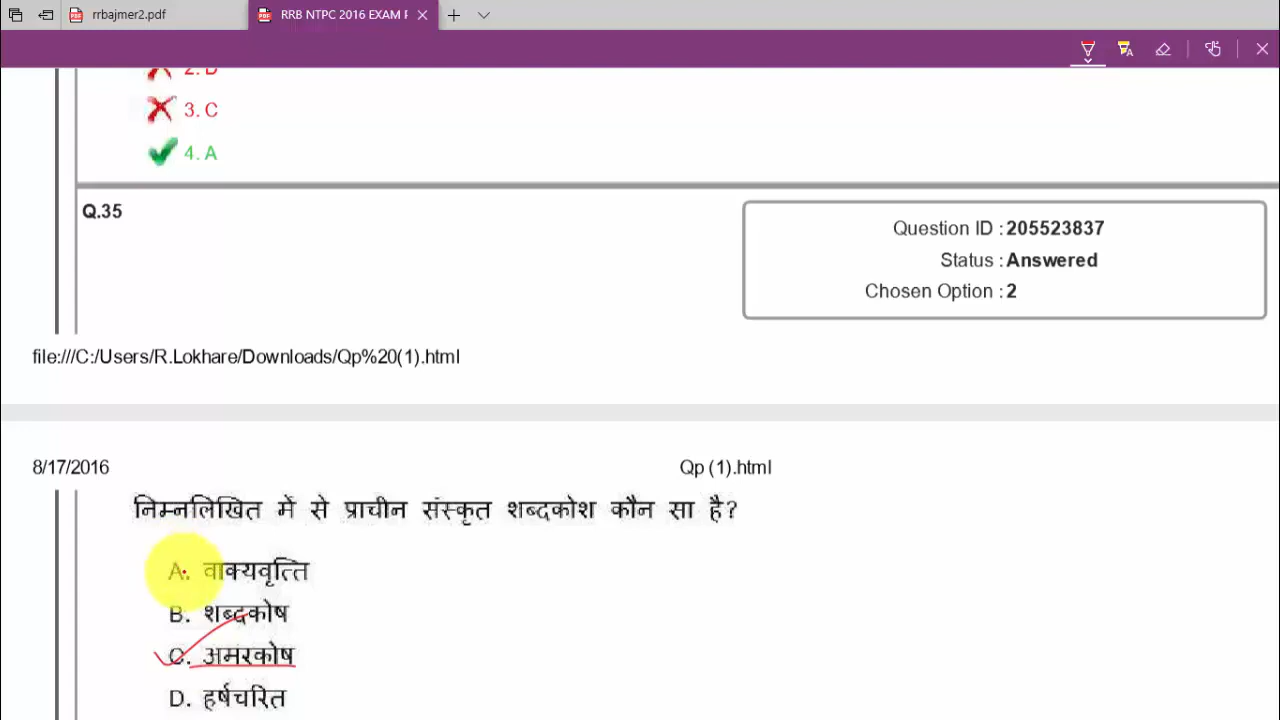 rrbajmer2.pdf
RRB NTPC 2016 EXAM
3. C
4. A
Q.35
Question ID : 205523837
Status : Answered
Chosen Option : 2
file:///C:/Users/R.Lokhare/Downloads/Qp%20(1).html
8/17/2016
Qp (1).html
निम्नलिखित में से प्राचीन संस्कृत शब्दकोश कौन सा है?
A. वाक्यवृत्ति
B. शब्दकोष
C. अमरकोष
D. हर्षचरित